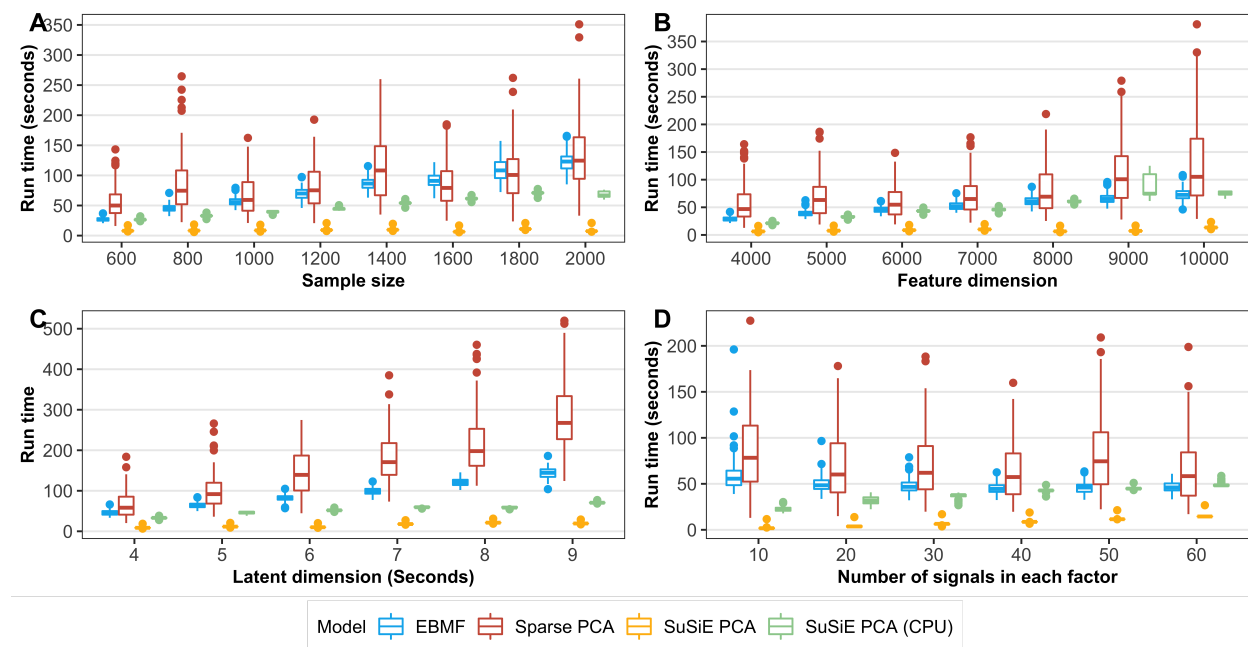 A
B
Run time (seconds)
350
300
250
200
150
100
50
0
600 800 1000 1200 1400 1600 1800 2000
Sample size
Run time (seconds)
350
300
250
200
150
100
50
0
4000 5000 6000 7000 8000 9000 10000
Feature dimension
C
D
Run time
500
400
300
200
100
0
4 5 6 7 8 9
Latent dimension (Seconds)
Run time (seconds)
200
150
100
50
0
10 20 30 40 50 60
Number of signals in each factor
Model EBMF Sparse PCA SuSiE PCA SuSiE PCA (CPU)